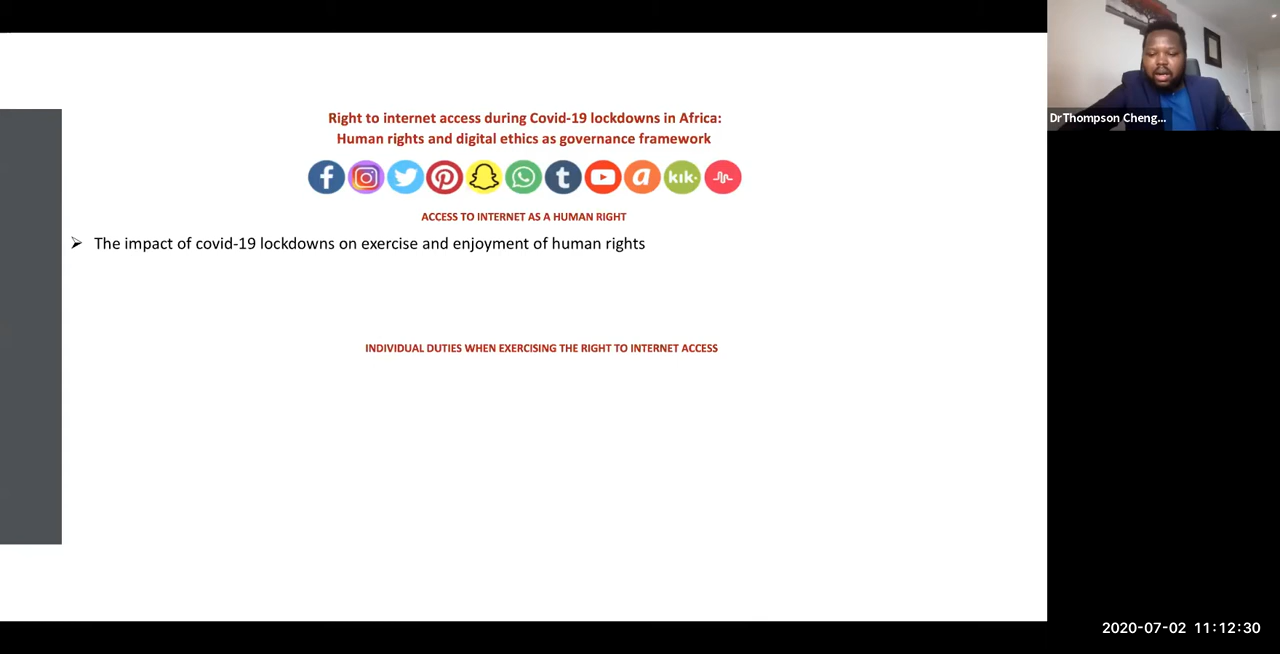 Right to internet access during Covid-19 lockdowns in Africa:
Human rights and digital ethics as governance framework
kik.
ACCESS TO INTERNET AS A HUMAN RIGHT
The impact of covid-19 lockdowns on exercise and enjoyment of human rights
INDIVIDUAL DUTIES WHEN EXERCISING THE RIGHT TO INTERNET ACCESS
DrThompson Cheng...
2020-07-02 11:12:30